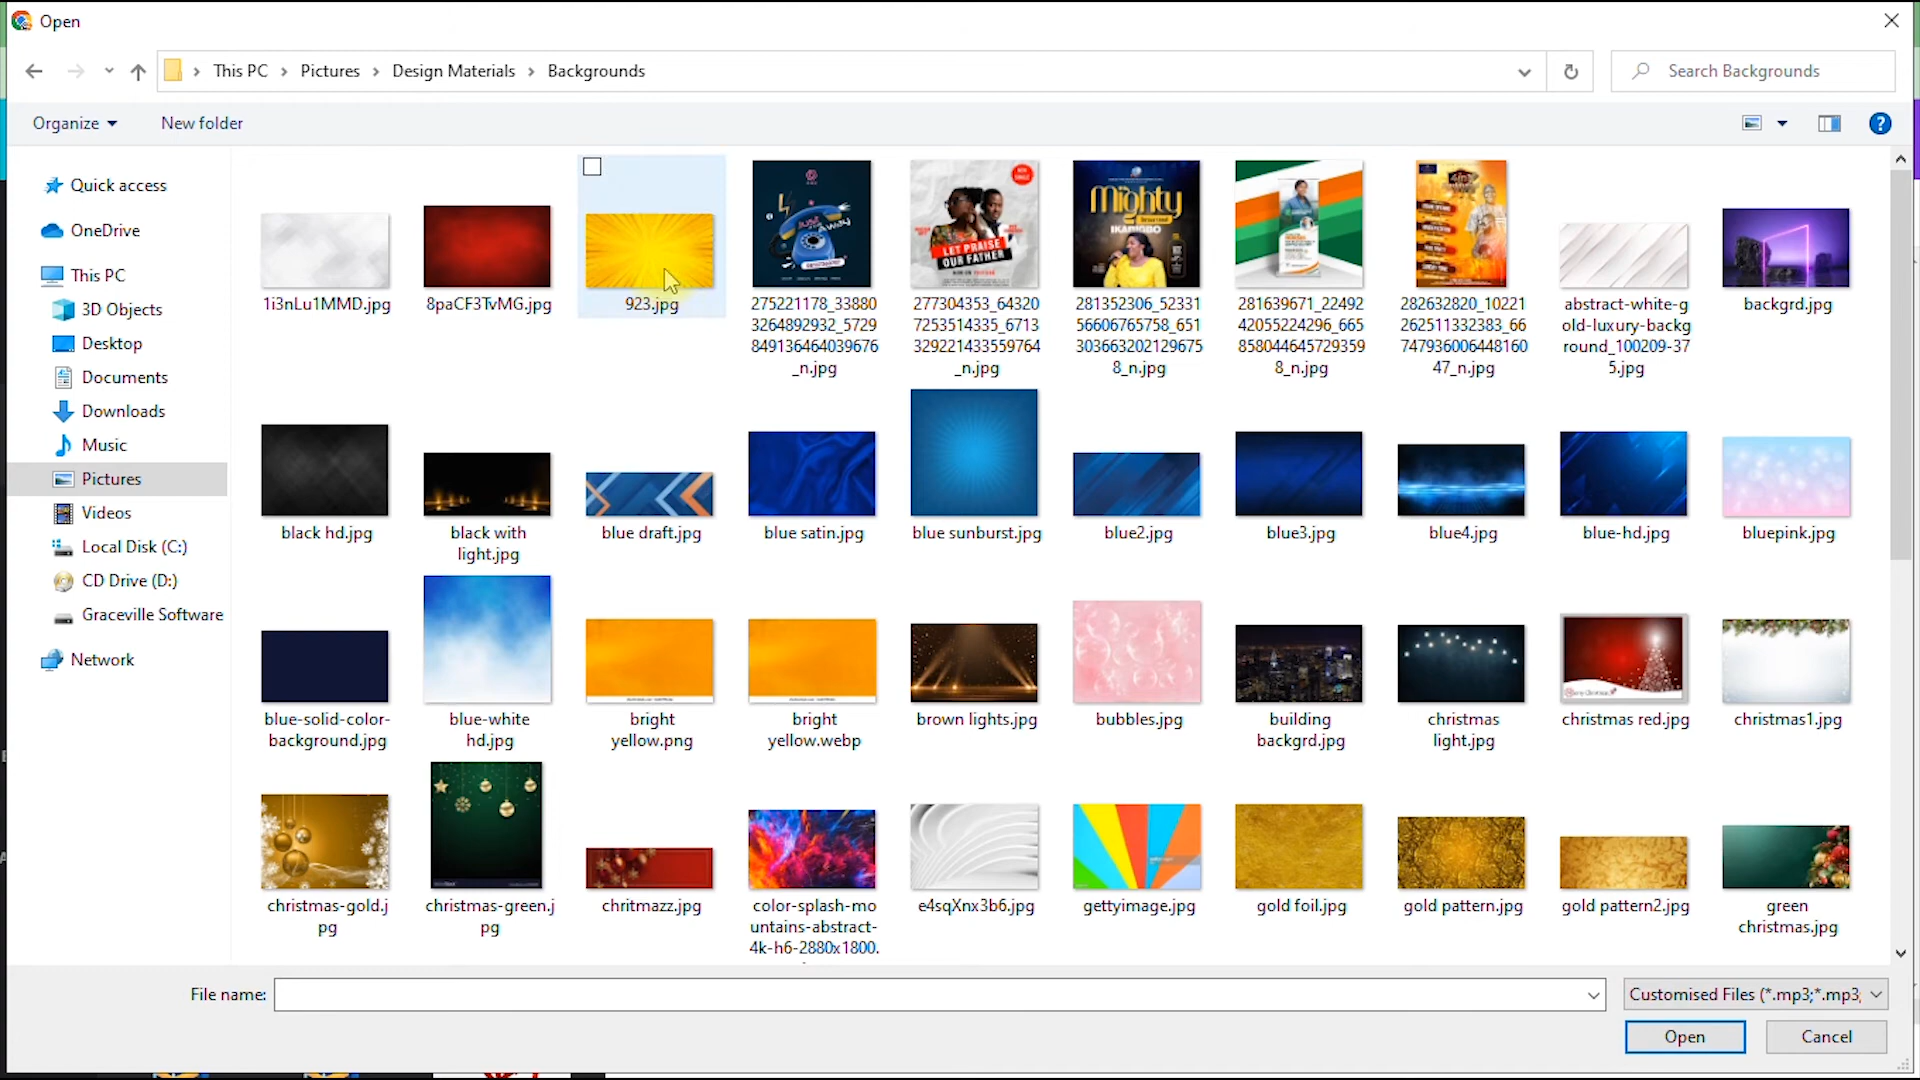 Open
This PC
Pictures
Design Materials
Backgrounds
Search Backgrounds
Organize
New folder
Quick access
OneDrive
This PC
3D Objects
Desktop
Documents
Downloads
Music
Pictures
Videos
Local Disk (C:)
CD Drive (D:)
Graceville Software
Network
1i3nLu1MMD.jpg
8paCF3TvMG.jpg
923.jpg
275221178_33880
3264892932_5729
849136464039676
_n.jpg
LET PRAISE
OUR FATHER
277304353_64320
7253514335_6713
329221433559764
_n.jpg
Mighty
IKADIGBO
281352306_52331
56606765758_651
303663202129675
8_n.jpg
281639671_22492
42055224296_665
858044645729359
8_n.jpg
282632820_10221
262511332383_66
747936006448160
47_n.jpg
abstract-white-g
old-luxury-backg
round_100209-37
5.jpg
backgrd.jpg
black hd.jpg
black with
light.jpg
blue draft.jpg
blue satin.jpg
blue sunburst.jpg
blue2.jpg
blue3.jpg
blue4.jpg
blue-hd.jpg
bluepink.jpg
blue-solid-color-
background.jpg
blue-white
hd.jpg
bright
yellow.png
bright
yellow.webp
brown lights.jpg
bubbles.jpg
building
backgrd.jpg
christmas
light.jpg
christmas red.jpg
christmas1.jpg
christmas-gold.j
pg
christmas-green.j
pg
chritmazz.jpg
color-splash-mo
untains-abstract-
4k-h6-2880x1800.
e4sqXnx3b6.jpg
gettyimage.jpg
gold foil.jpg
gold pattern.jpg
gold pattern2.jpg
green
christmas.jpg
File name:
Customised Files (*.mp3;*.mp3;
Open
Cancel